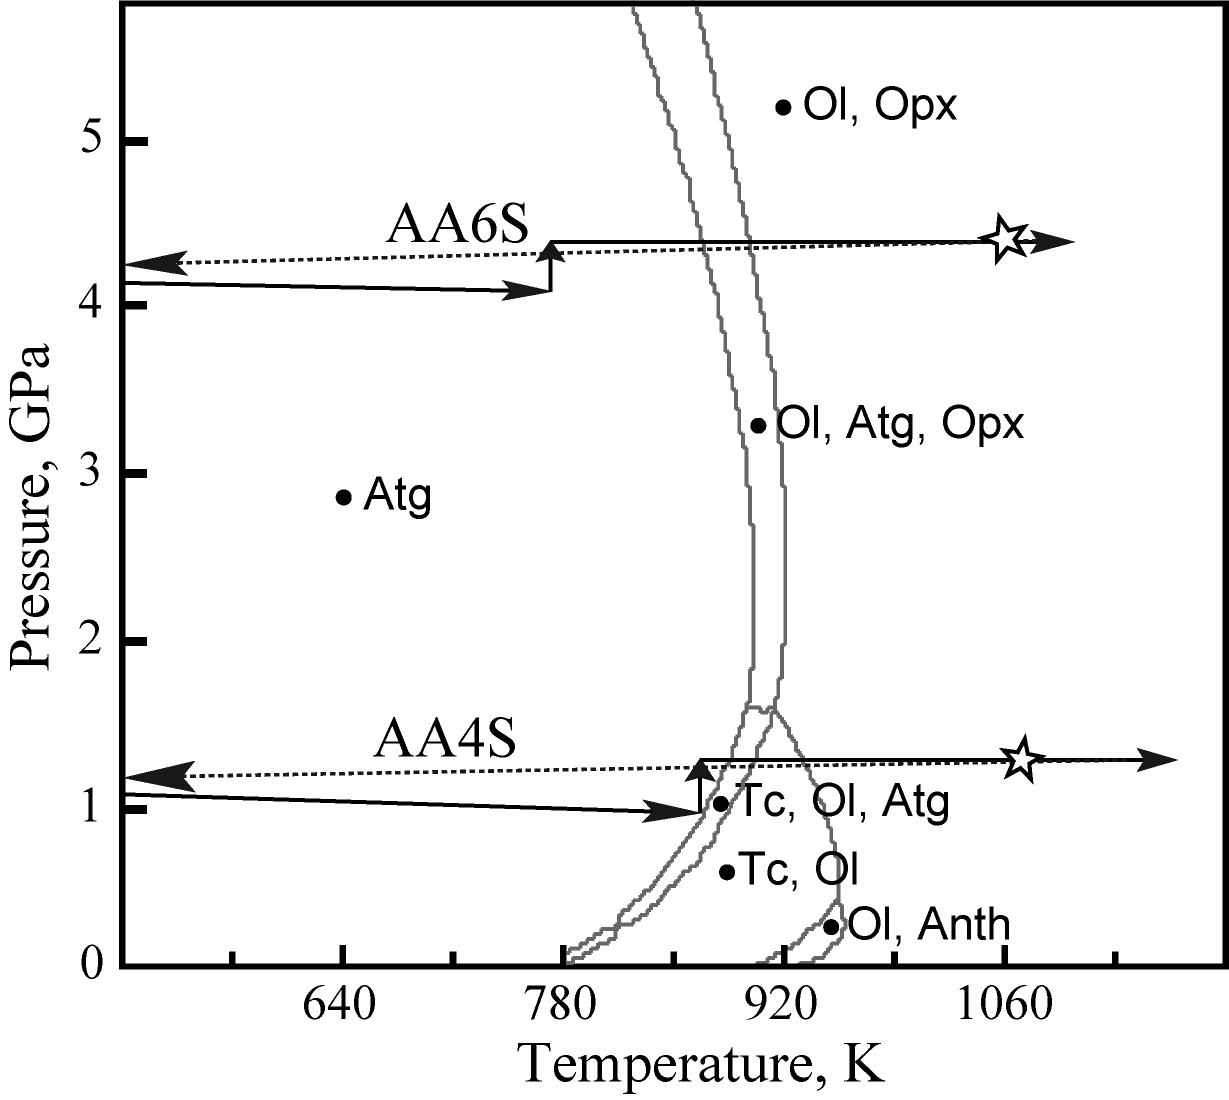 Ol, Opx
5
AA6S
4
Ol, Atg, Opx
Pressure, GPa
3
Atg
2
AA4S
1
Tc, Ol, Atg
Tc, Ol
Ol, Anth
0
640
780
920
1060
Temperature, K